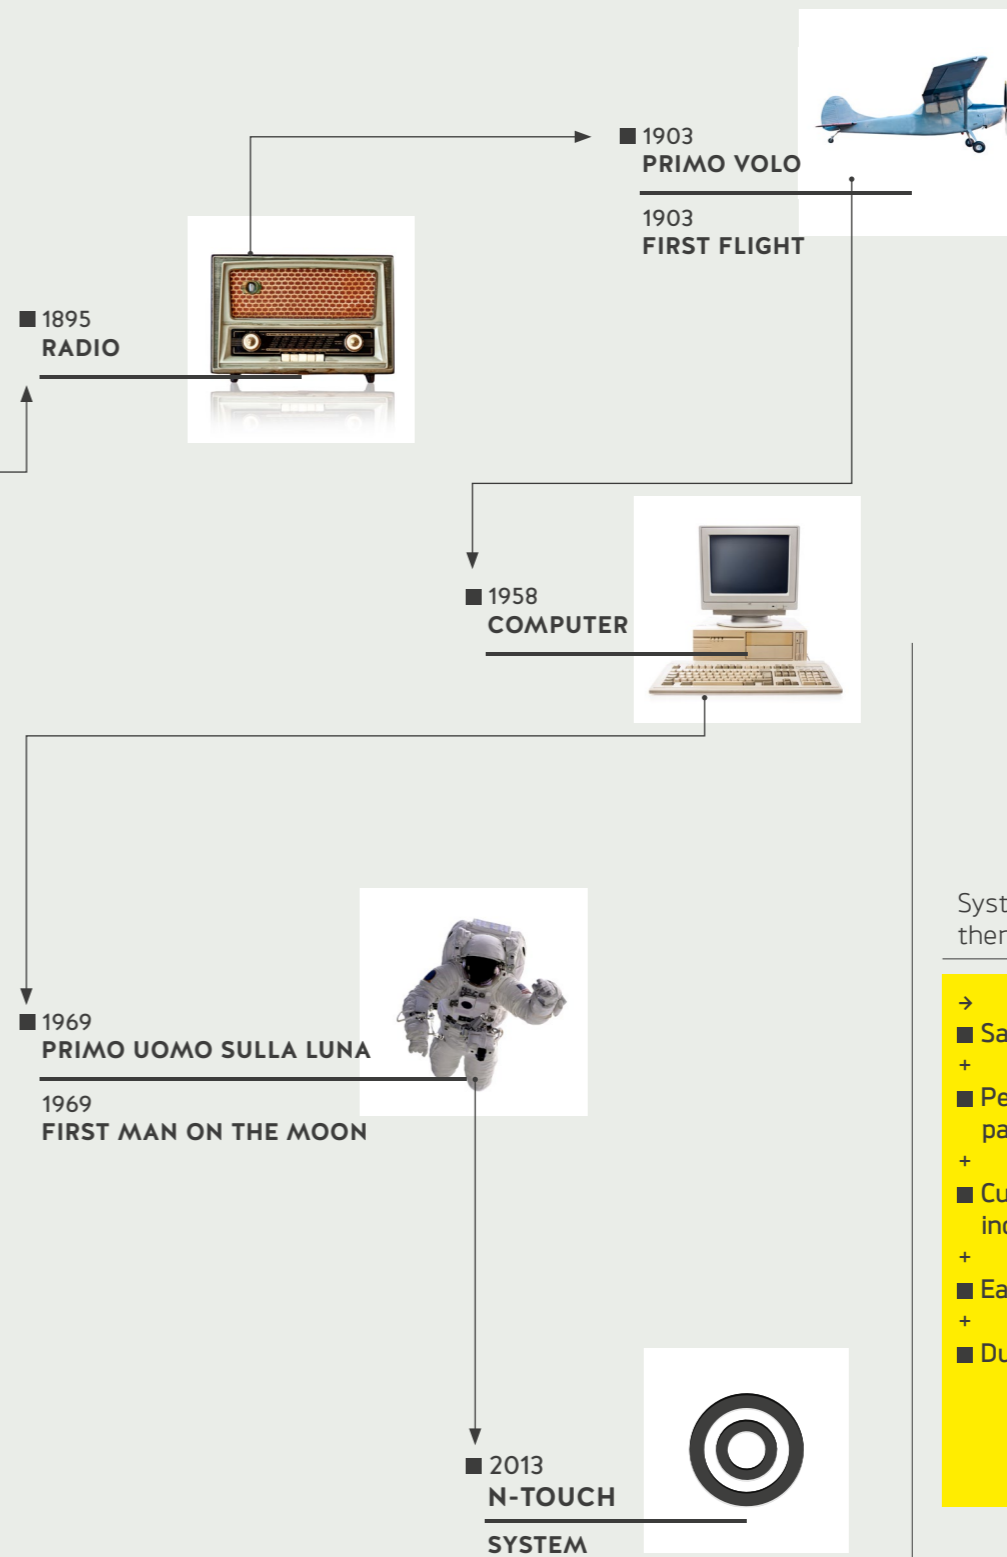 ■ 1903
PRIMO VOLO
1903
FIRST FLIGHT
■ 1895
RADIO
■ 1958
COMPUTER
■ 1969
PRIMO UOMO SULLA LUNA
1969
FIRST MAN ON THE MOON
■ 2013
N-TOUCH
SYSTEM
→
+
+
+
+